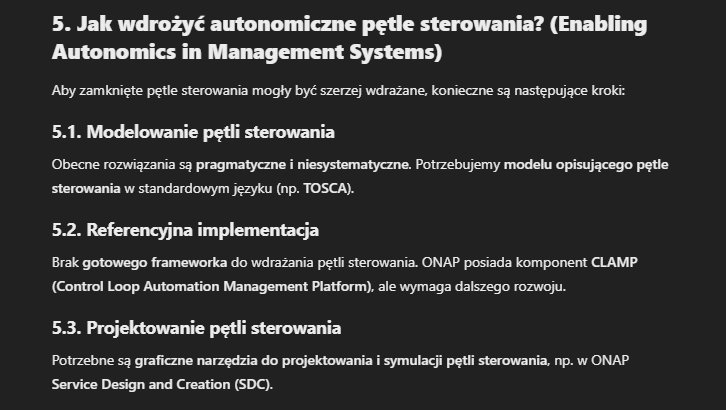 5. Jak wdrożyć autonomiczne pętle sterowania? (Enabling
Autonomics in Management Systems)
Aby zamknięte pętle sterowania mogły być szerzej wdrażane, konieczne są następujące kroki:
5.1. Modelowanie pętli sterowania
Obecne rozwiązania są pragmatyczne i niesystematyczne. Potrzebujemy modelu opisującego pętle
sterowania w standardowym języku (np. TOSCA).
5.2. Referencyjna implementacja
Brak gotowego frameworka do wdrażania pętli sterowania. ONAP posiada komponent CLAMP
(Control Loop Automation Management Platform), ale wymaga dalszego rozwoju.
5.3. Projektowanie pętli sterowania
Potrzebne są graficzne narzędzia do projektowania i symulacji pętli sterowania, np. w ONAP
Service Design and Creation (SDC).